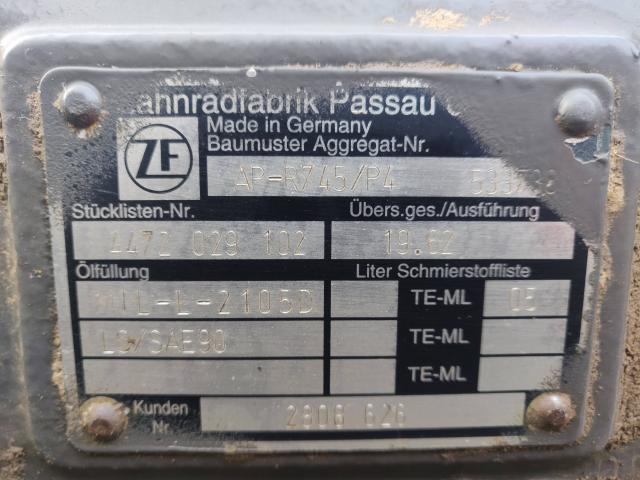 ahnradfabrik Passau
Made in Germany
ZF
Baumuster Aggregat-Nr.
AP-R745/P4
Stücklisten-Nr. Übers.ges./Ausführung
4472 029 102 19.62
Ölfüllung Liter Schmierstoffliste
MIL-L-2105D TE-ML 05
LS/SAE90 TE-ML
TE-ML
Kunden 2808 626
Nr.